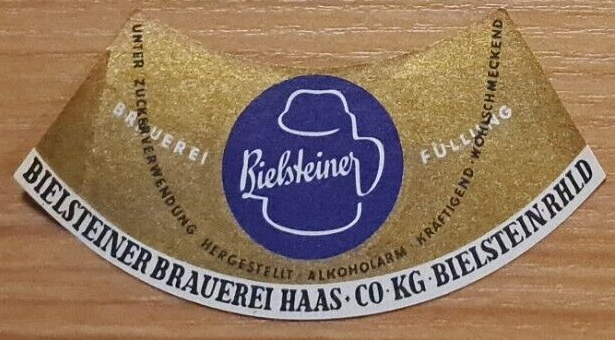 BRAUEREI FÜLLUNG
Bielsteiner
UNTER ZUCKERVERWENDUNG HERGESTELLT · ALKOHOLARM · KRÄFTIGEND · WOHLSCHMECKEND
BIELSTEINER BRAUEREI HAAS · CO · KG · BIELSTEIN · RHLD